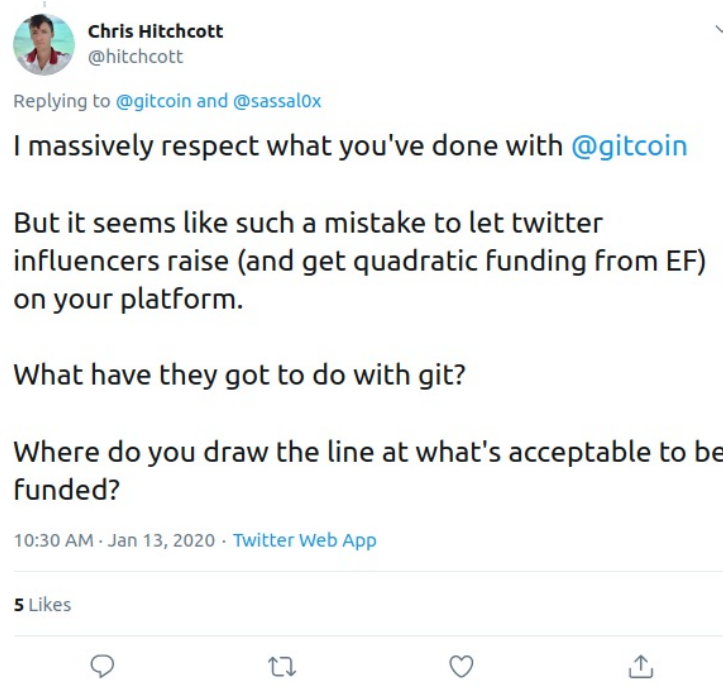 Chris Hitchcott
@hitchcott
Replying to @gitcoin and @sassal0x
I massively respect what you've done with @gitcoin
But it seems like such a mistake to let twitter
influencers raise (and get quadratic funding from EF)
on your platform.
What have they got to do with git?
Where do you draw the line at what's acceptable to be
funded?
10:30 AM · Jan 13, 2020 · Twitter Web App
5 Likes